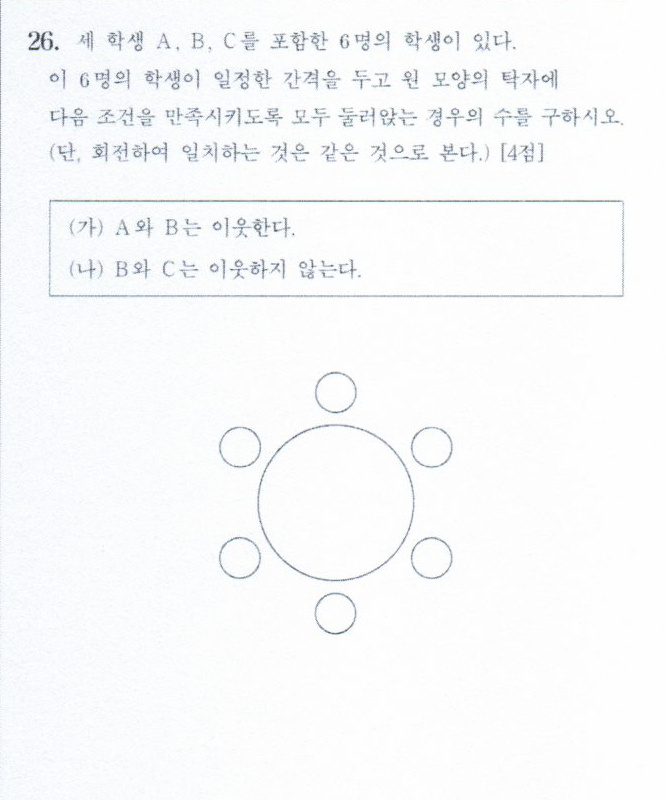 26. 세 학생 A, B, C를 포함한 6명의 학생이 있다.
이 6명의 학생이 일정한 간격을 두고 원 모양의 탁자에
다음 조건을 만족시키도록 모두 둘러앉는 경우의 수를 구하시오.
(단, 회전하여 일치하는 것은 같은 것으로 본다.) [4점]
(가) A와 B는 이웃한다.
(나) B와 C는 이웃하지 않는다.